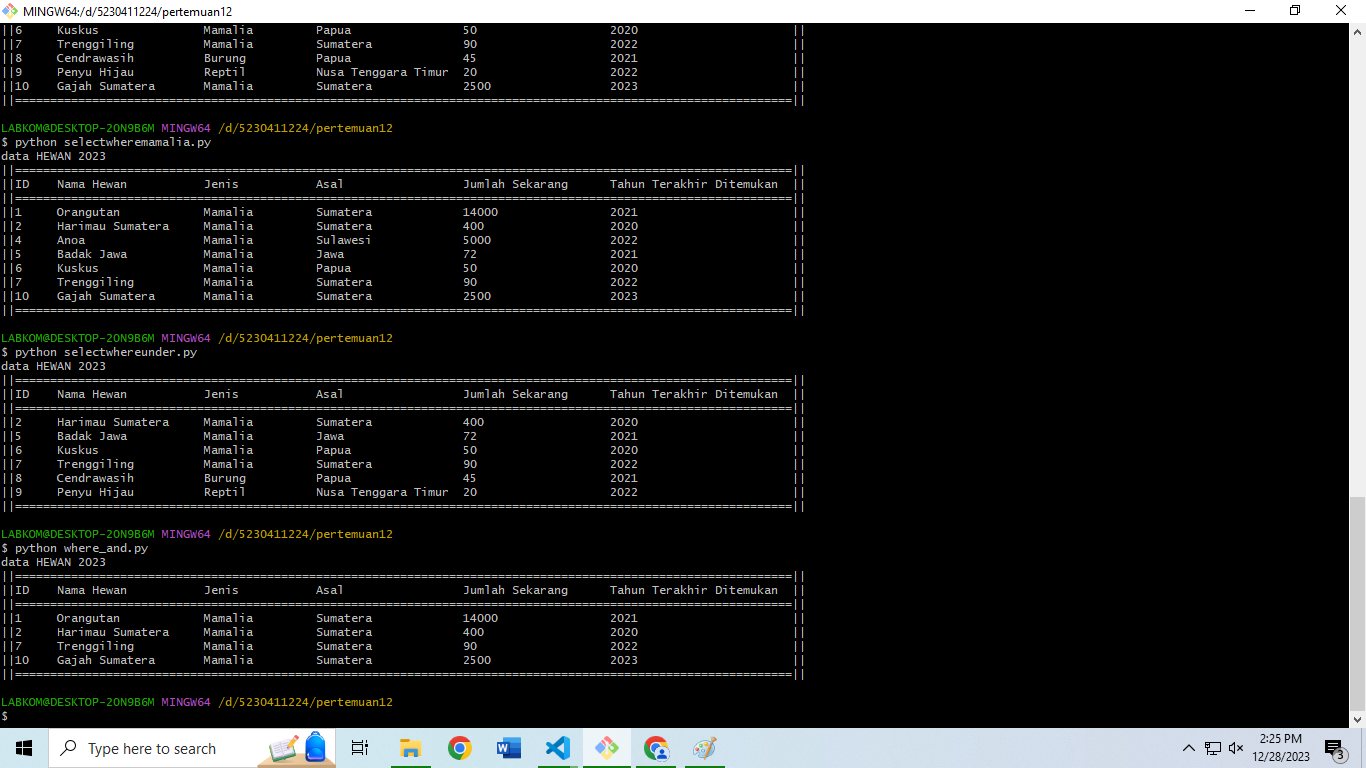 MINGW64:/d/5230411224/pertemuan12
||6 Kuskus Mamalia Papua 50 2020 ||
||7 Trenggiling Mamalia Sumatera 90 2022 ||
||8 Cendrawasih Burung Papua 45 2021 ||
||9 Penyu Hijau Reptil Nusa Tenggara Timur 20 2022 ||
||10 Gajah Sumatera Mamalia Sumatera 2500 2023 ||
||===============================================================================================================||
LABKOM@DESKTOP-2ON9B6M MINGW64 /d/5230411224/pertemuan12
$ python selectwheremamalia.py
data HEWAN 2023
||===============================================================================================================||
||ID Nama Hewan Jenis Asal Jumlah Sekarang Tahun Terakhir Ditemukan ||
||===============================================================================================================||
||1 Orangutan Mamalia Sumatera 14000 2021 ||
||2 Harimau Sumatera Mamalia Sumatera 400 2020 ||
||4 Anoa Mamalia Sulawesi 5000 2022 ||
||5 Badak Jawa Mamalia Jawa 72 2021 ||
||6 Kuskus Mamalia Papua 50 2020 ||
||7 Trenggiling Mamalia Sumatera 90 2022 ||
||10 Gajah Sumatera Mamalia Sumatera 2500 2023 ||
||===============================================================================================================||
LABKOM@DESKTOP-2ON9B6M MINGW64 /d/5230411224/pertemuan12
$ python selectwhereunder.py
data HEWAN 2023
||===============================================================================================================||
||ID Nama Hewan Jenis Asal Jumlah Sekarang Tahun Terakhir Ditemukan ||
||===============================================================================================================||
||2 Harimau Sumatera Mamalia Sumatera 400 2020 ||
||5 Badak Jawa Mamalia Jawa 72 2021 ||
||6 Kuskus Mamalia Papua 50 2020 ||
||7 Trenggiling Mamalia Sumatera 90 2022 ||
||8 Cendrawasih Burung Papua 45 2021 ||
||9 Penyu Hijau Reptil Nusa Tenggara Timur 20 2022 ||
||===============================================================================================================||
LABKOM@DESKTOP-2ON9B6M MINGW64 /d/5230411224/pertemuan12
$ python where_and.py
data HEWAN 2023
||===============================================================================================================||
||ID Nama Hewan Jenis Asal Jumlah Sekarang Tahun Terakhir Ditemukan ||
||===============================================================================================================||
||1 Orangutan Mamalia Sumatera 14000 2021 ||
||2 Harimau Sumatera Mamalia Sumatera 400 2020 ||
||7 Trenggiling Mamalia Sumatera 90 2022 ||
||10 Gajah Sumatera Mamalia Sumatera 2500 2023 ||
||===============================================================================================================||
LABKOM@DESKTOP-2ON9B6M MINGW64 /d/5230411224/pertemuan12
$
Type here to search
2:25 PM
12/28/2023
3